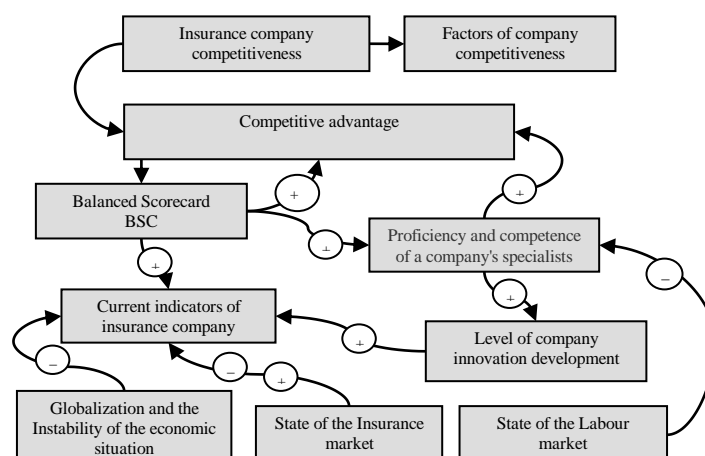 Insurance company
competitiveness
Factors of company
competitiveness
Competitive advantage
+
+
Balanced Scorecard
BSC
+
Proficiency and competence
of a company's specialists
+
–
+
Current indicators of
insurance company
+
Level of company
innovation development
–
–
+
Globalization and the
Instability of the economic
situation
State of the Insurance
market
State of the Labour
market